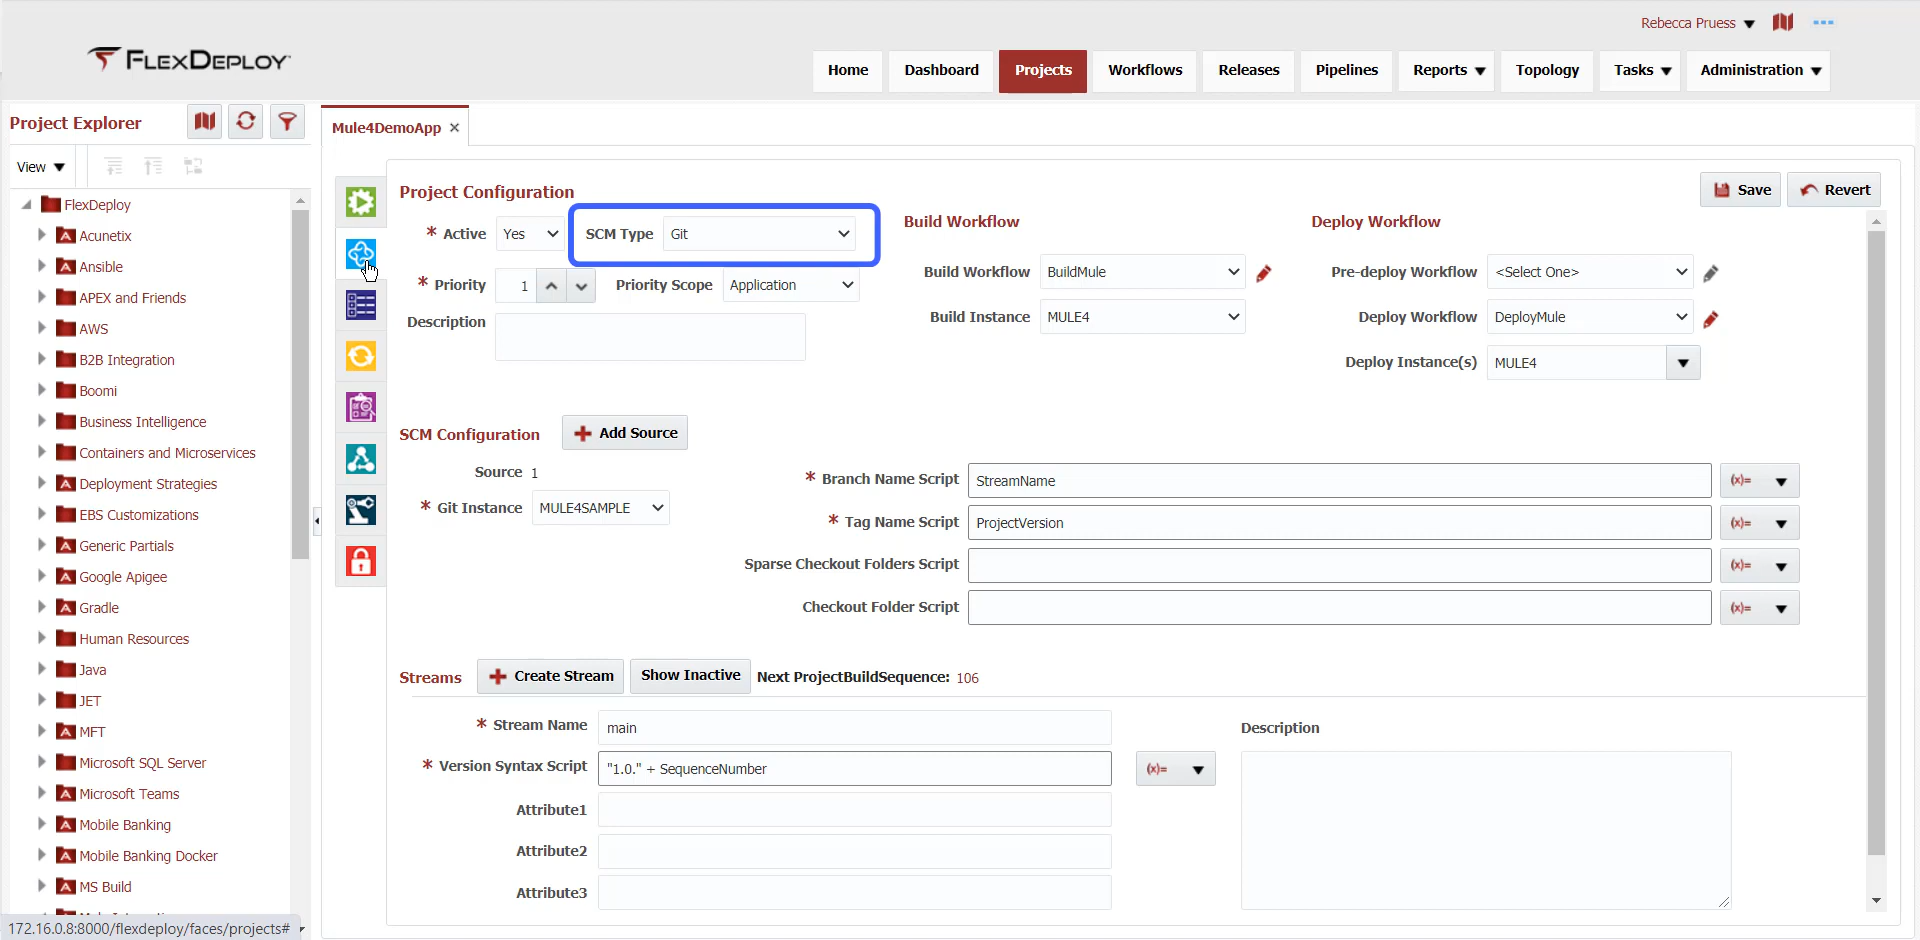 Rebecca Pruess
FLEXDEPLOY
Home Dashboard Projects Workflows Releases Pipelines Reports Topology Tasks Administration
Project Explorer
View
FlexDeploy
Acunetix
Ansible
APEX and Friends
AWS
B2B Integration
Boomi
Business Intelligence
Containers and Microservices
Deployment Strategies
EBS Customizations
Generic Partials
Google Apigee
Gradle
Human Resources
Java
JET
MFT
Microsoft SQL Server
Microsoft Teams
Mobile Banking
Mobile Banking Docker
MS Build
172.16.0.8:8000/flexdeploy/faces/projects#
Mule4DemoApp
Project Configuration
Save Revert
* Active Yes SCM Type Git
* Priority 1 Priority Scope Application
Description
Build Workflow
Build Workflow BuildMule
Build Instance MULE4
Deploy Workflow
Pre-deploy Workflow <Select One>
Deploy Workflow DeployMule
Deploy Instance(s) MULE4
SCM Configuration Add Source
Source 1
* Git Instance MULE4SAMPLE
* Branch Name Script StreamName (x)=
* Tag Name Script ProjectVersion (x)=
Sparse Checkout Folders Script (x)=
Checkout Folder Script (x)=
Streams Create Stream Show Inactive Next ProjectBuildSequence: 106
* Stream Name main
* Version Syntax Script "1.0." + SequenceNumber (x)=
Attribute1
Attribute2
Attribute3
Description